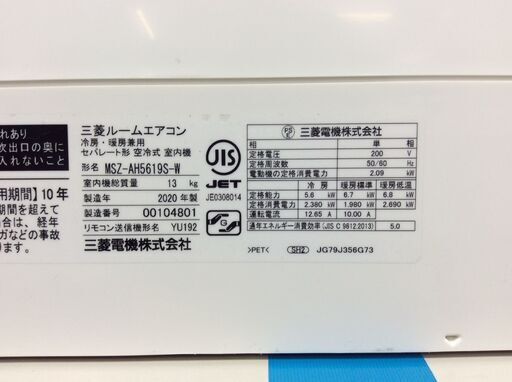 れあり
吹出口の奥に
入れないこと
用期間】10年
期間を超えて
合は、経年
ガなどの事故
三菱ルームエアコン
冷房・暖房兼用
セパレート形 空冷式 室内機
形名 MSZ-AH5619S-W
室内機総質量 13 kg
製造年 2020 年製
製造番号 00104801
リモコン送信機形名 YU192
三菱電機株式会社
JIS
JET
JE0308014
PSE 三菱電機株式会社
相 単 相
定格電圧 200 V
定格周波数 50/60 Hz
電動機の定格消費電力 2.09 kW
冷 房 暖房標準 暖房低温
定格能力 5.6 kW 6.7 kW 6.8 kW
定格消費電力 2.380 kW 1.980 kW 2.690 kW
運転電流 12.65 A 10.00 A
通年エネルギー消費効率(JIS C 9612:2013) 5.0
>PET< SH2 JG79J356G73